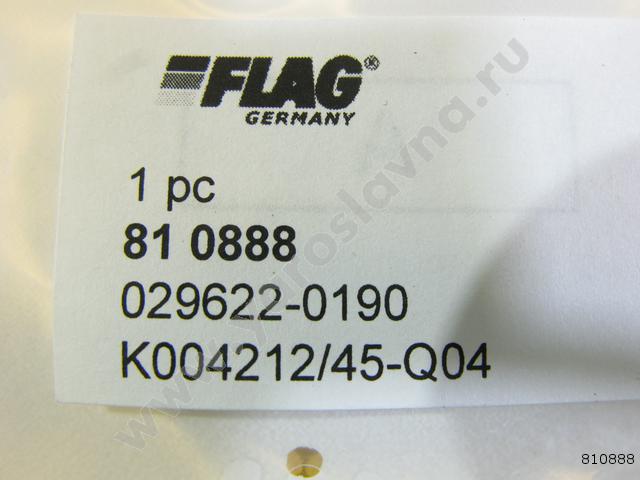 FLAG®
GERMANY
1 pc
81 0888
029622-0190
K004212/45-Q04
www.yaroslavna.ru
810888